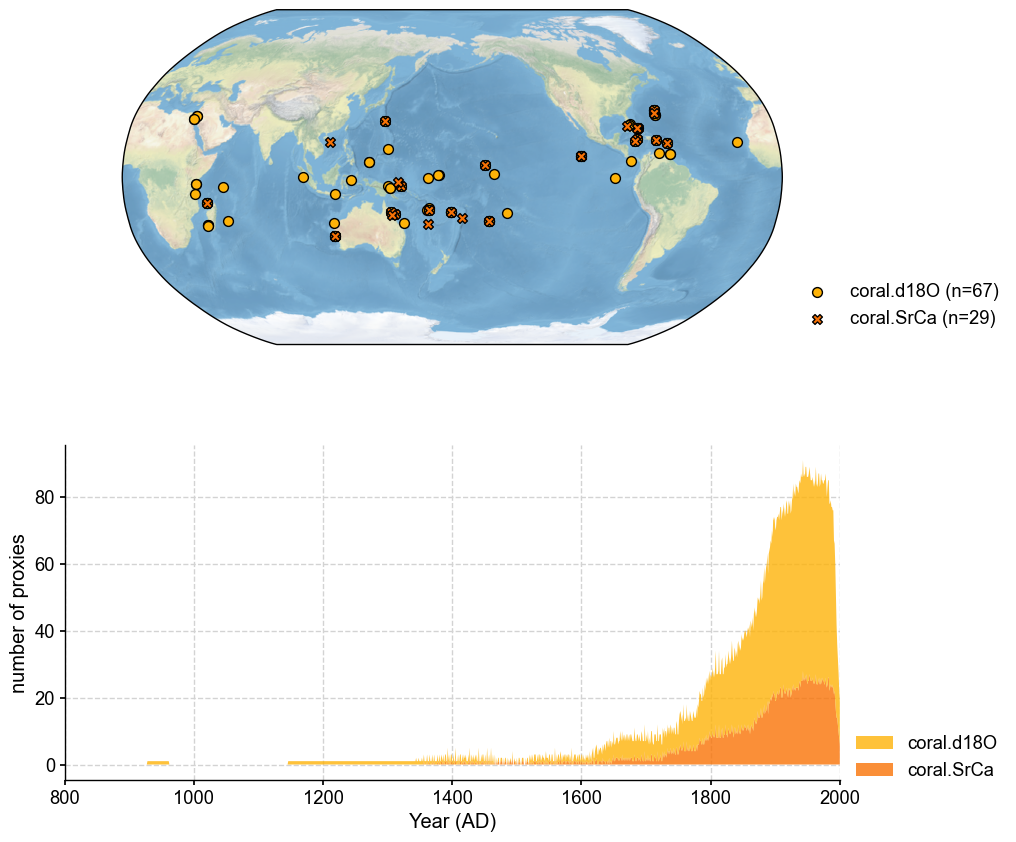 coral.d18O (n=67)
coral.SrCa (n=29)
number of proxies
80
60
40
20
0
800 1000 1200 1400 1600 1800 2000
Year (AD)
coral.d18O
coral.SrCa